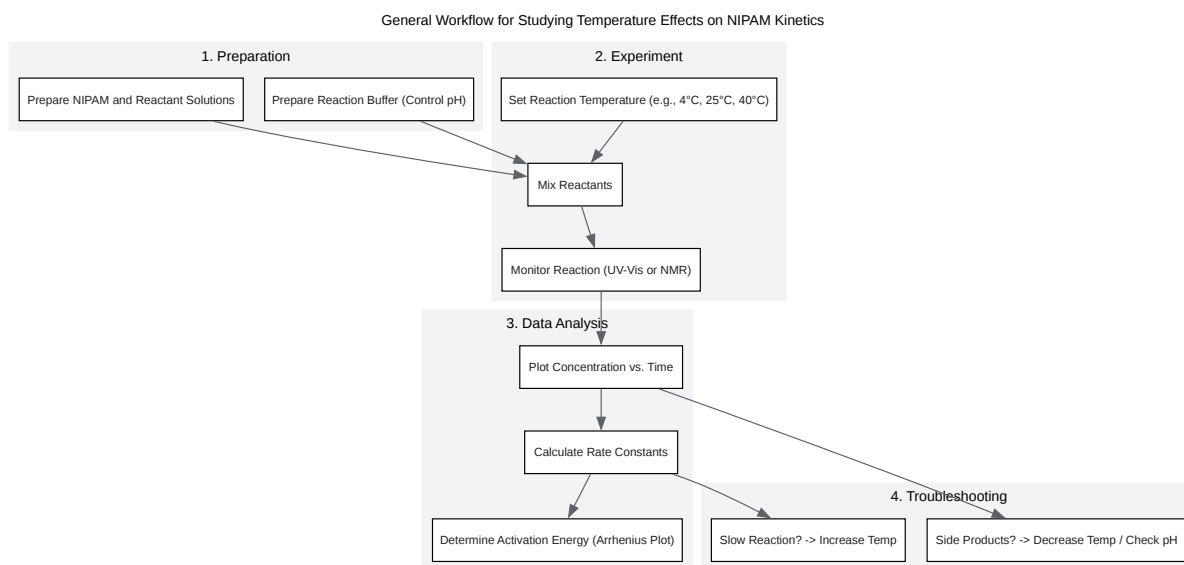 General Workflow for Studying Temperature Effects on NIPAM Kinetics
1. Preparation
2. Experiment
Prepare NIPAM and Reactant Solutions
Prepare Reaction Buffer (Control pH)
Set Reaction Temperature (e.g., 4°C, 25°C, 40°C)
Mix Reactants
Monitor Reaction (UV-Vis or NMR)
3. Data Analysis
Plot Concentration vs. Time
Calculate Rate Constants
4. Troubleshooting
Determine Activation Energy (Arrhenius Plot)
Slow Reaction? -> Increase Temp
Side Products? -> Decrease Temp / Check pH